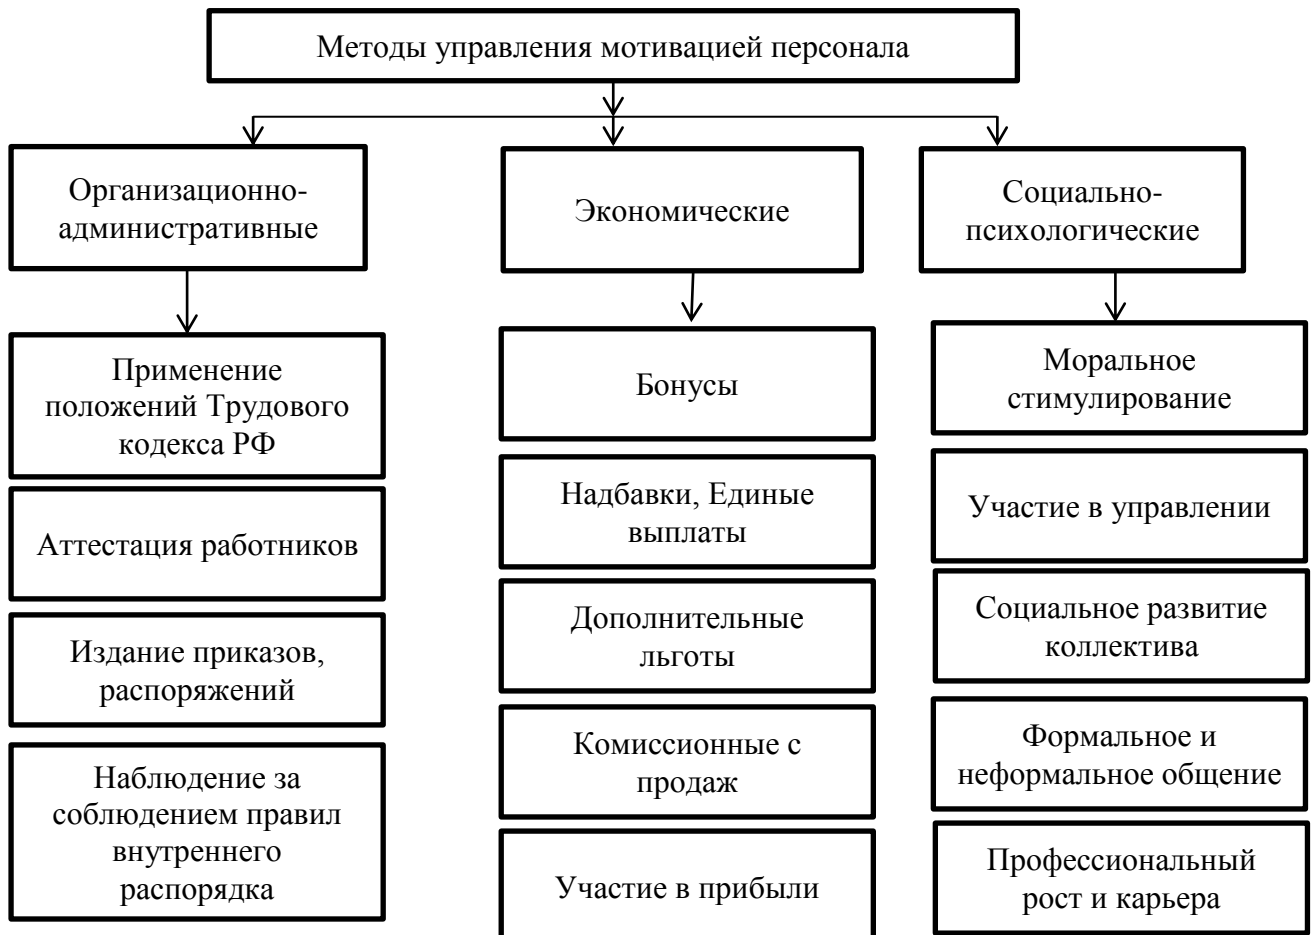 Методы управления мотивацией персонала
Организационно-
административные
Экономические
Социально-
психологические
Применение
положений Трудового
кодекса РФ
Аттестация работников
Издание приказов,
распоряжений
Наблюдение за
соблюдением правил
внутреннего
распорядка
Бонусы
Надбавки, Единые
выплаты
Дополнительные
льготы
Комиссионные с
продаж
Участие в прибыли
Моральное
стимулирование
Участие в управлении
Социальное развитие
коллектива
Формальное и
неформальное общение
Профессиональный
рост и карьера